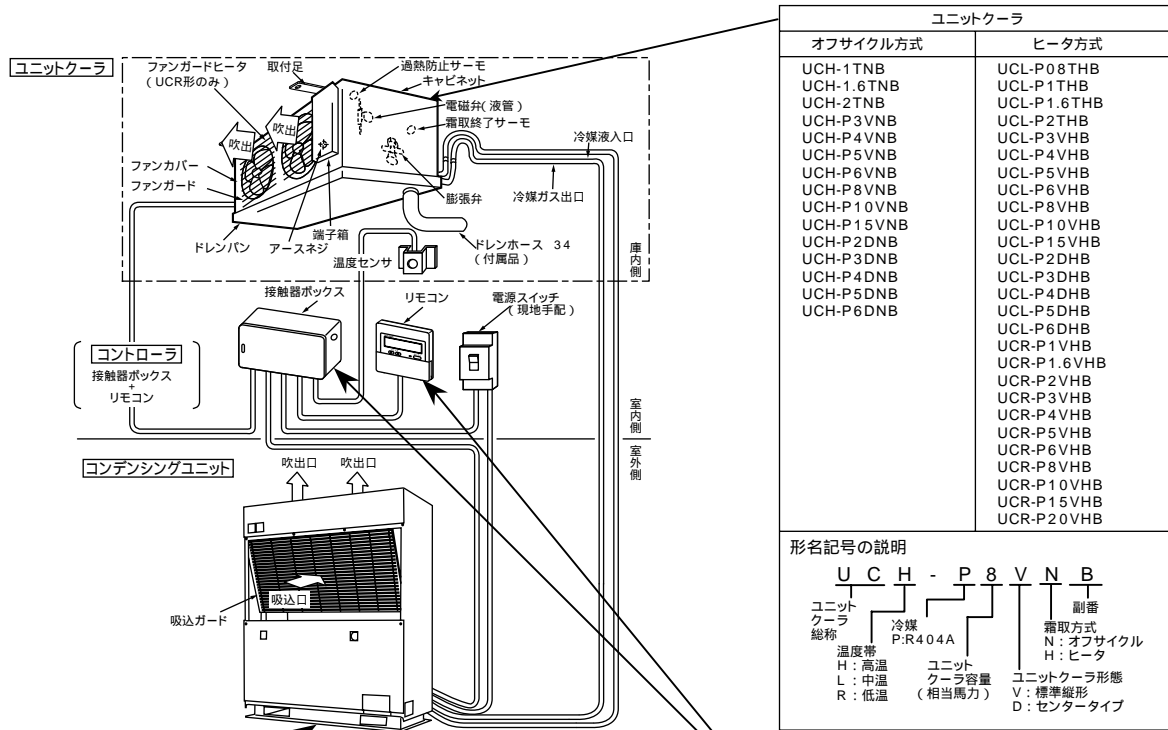 ユニットクーラ
ファンガードヒータ
(UCR形のみ)
取付足
過熱防止サーモ
キャビネット
電磁弁(液管)
霜取終了サーモ
冷媒液入口
吹出
吹出
ファンカバー
ファンガード
膨張弁
冷媒ガス出口
端子箱
ドレンパン
アースネジ
ドレンホース 34
(付属品)
温度センサ
庫内側
接触器ボックス
リモコン
電源スイッチ
(現地手配)
コントローラ
接触器ボックス
+
リモコン
室内側
室外側
コンデンシングユニット
吹出口
吹出口
吸込口
吸込ガード
ユニットクーラ
オフサイクル方式
UCH-1TNB
UCH-1.6TNB
UCH-2TNB
UCH-P3VNB
UCH-P4VNB
UCH-P5VNB
UCH-P6VNB
UCH-P8VNB
UCH-P10VNB
UCH-P15VNB
UCH-P2DNB
UCH-P3DNB
UCH-P4DNB
UCH-P5DNB
UCH-P6DNB
ヒータ方式
UCL-P08THB
UCL-P1THB
UCL-P1.6THB
UCL-P2THB
UCL-P3VHB
UCL-P4VHB
UCL-P5VHB
UCL-P6VHB
UCL-P8VHB
UCL-P10VHB
UCL-P15VHB
UCL-P2DHB
UCL-P3DHB
UCL-P4DHB
UCL-P5DHB
UCL-P6DHB
UCR-P1VHB
UCR-P1.6VHB
UCR-P2VHB
UCR-P3VHB
UCR-P4VHB
UCR-P5VHB
UCR-P6VHB
UCR-P8VHB
UCR-P10VHB
UCR-P15VHB
UCR-P20VHB
形名記号の説明
U C H - P 8 V N B
ユニット
クーラ
総称
温度帯
H:高温
L:中温
R:低温
冷媒
P:R404A
ユニット
クーラ容量
(相当馬力)
ユニットクーラ形態
V:標準縦形
D:センタータイプ
霜取方式
N:オフサイクル
H:ヒータ
副番